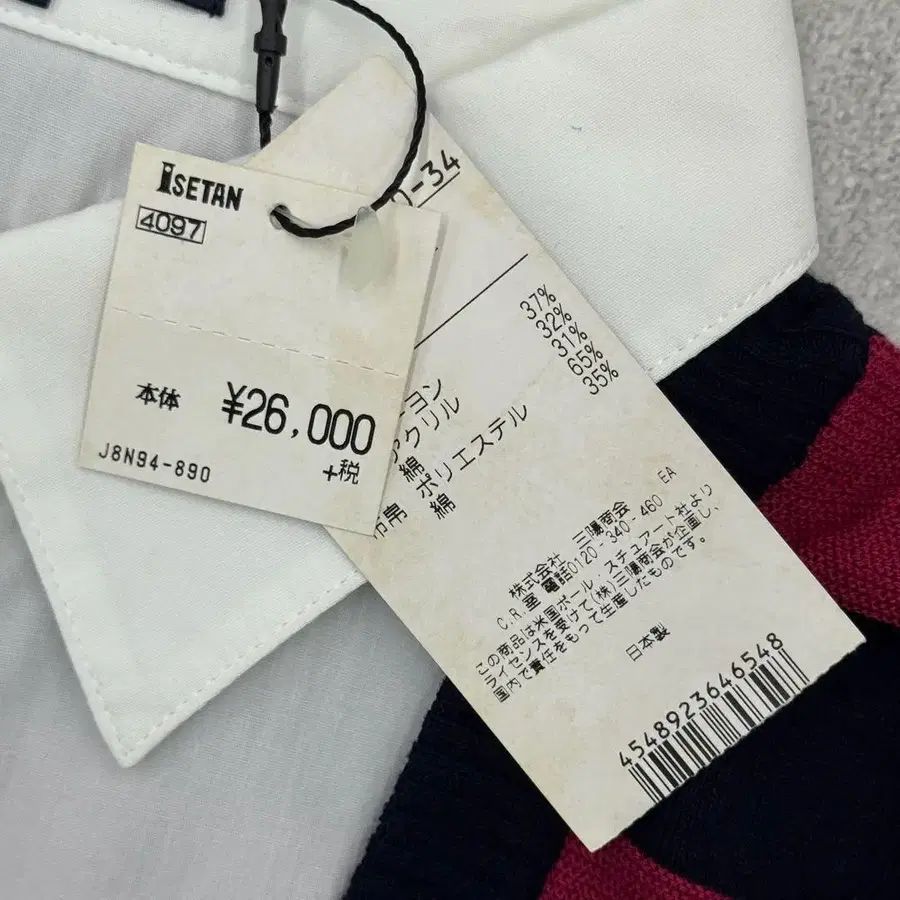 ISETAN
4097
本体 ¥26,000
+税
J8N94-890
0-34
37%
ヨン 32%
アクリル 31%
綿 65%
ポリエステル 35%
綿
EA
株式会社 三陽商会
C.R.室 電話0120-340-460
この商品は米国ポール.スチュアート社より
ライセンスを受けて(株)三陽商会が企画し、
国内で責任をもって生産したものです。
日本製
4548923646548